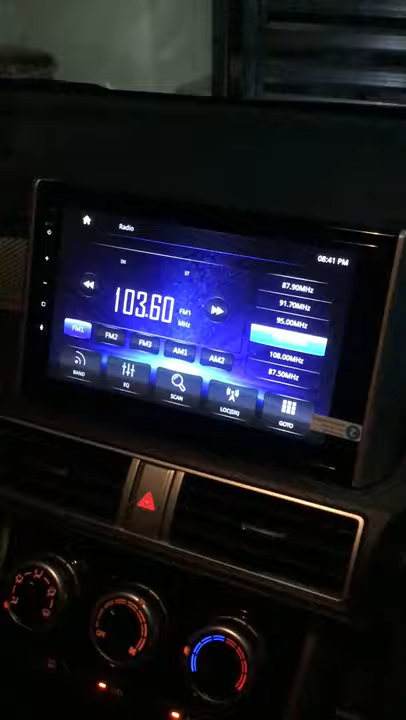 Radio
08:41 PM
ST
103.60
FM1
MHz
87.90MHz
91.70MHz
95.00MHz
108.00MHz
87.50MHz
FM1 FM2 FM3 AM1 AM2
BAND EQ SCAN LOC(DX) GOTO